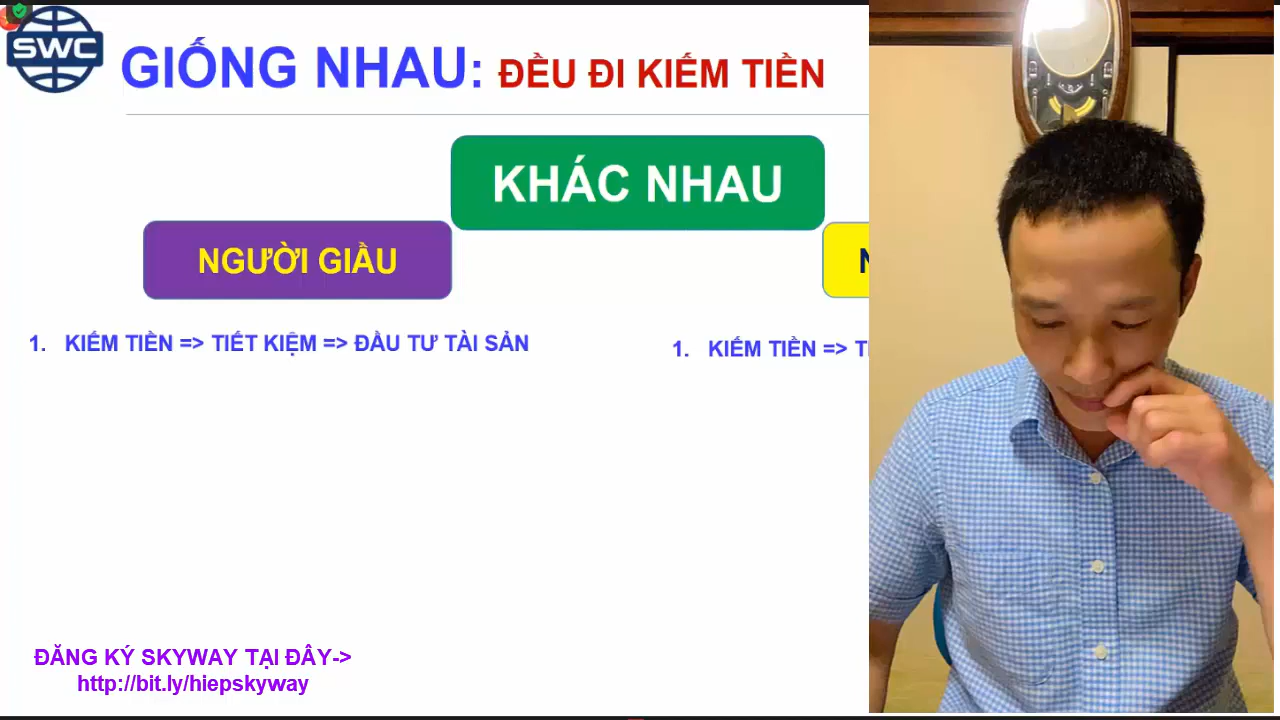 SWC
GIỐNG NHAU: ĐỀU ĐI KIẾM TIỀN
KHÁC NHAU
NGƯỜI GIẦU
1. KIẾM TIỀN => TIẾT KIỆM => ĐẦU TƯ TÀI SẢN
1. KIẾM TIỀN =>
ĐĂNG KÝ SKYWAY TẠI ĐÂY->
http://bit.ly/hiepskyway